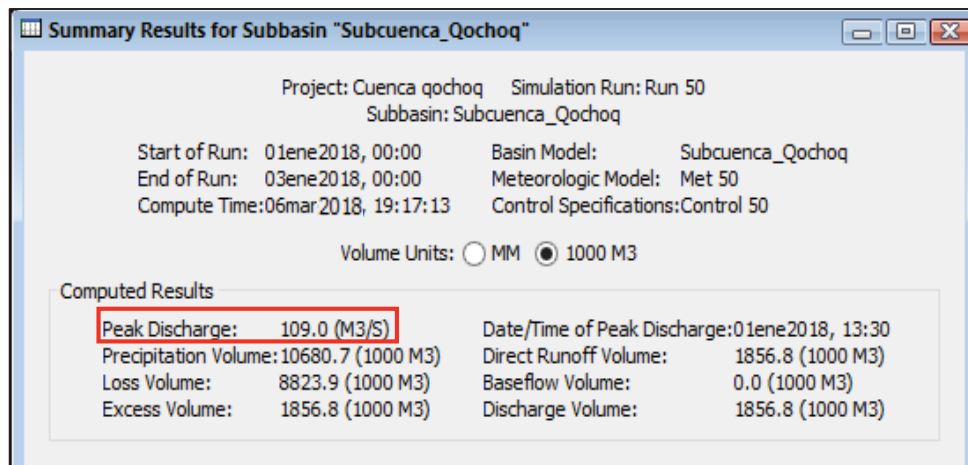 Summary Results for Subbasin "Subcuenca_Qochoq"
Project: Cuenca qochoq Simulation Run: Run 50
Subbasin: Subcuenca_Qochoq
Start of Run: 01ene2018, 00:00 Basin Model: Subcuenca_Qochoq
End of Run: 03ene2018, 00:00 Meteorologic Model: Met 50
Compute Time:06mar2018, 19:17:13 Control Specifications:Control 50
Volume Units: MM 1000 M3
Computed Results
Peak Discharge: 109.0 (M3/S) Date/Time of Peak Discharge:01ene2018, 13:30
Precipitation Volume:10680.7 (1000 M3) Direct Runoff Volume: 1856.8 (1000 M3)
Loss Volume: 8823.9 (1000 M3) Baseflow Volume: 0.0 (1000 M3)
Excess Volume: 1856.8 (1000 M3) Discharge Volume: 1856.8 (1000 M3)